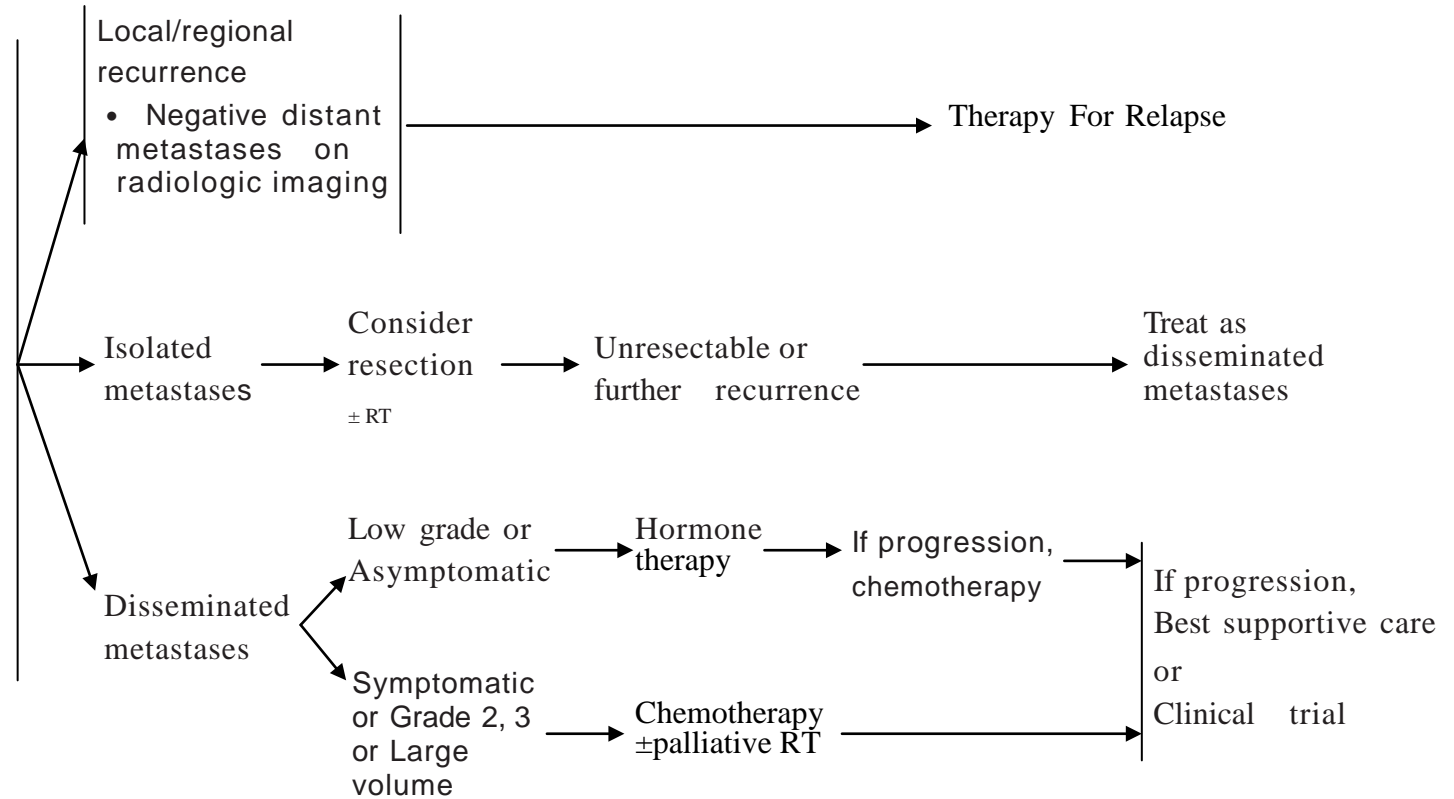 Local/regional
recurrence
• Negative distant
metastases on
radiologic imaging
Therapy For Relapse
Isolated
metastases
Consider
resection
± RT
Unresectable or
further recurrence
Treat as
disseminated
metastases
Disseminated
metastases
Low grade or
Asymptomatic
Hormone
therapy
If progression,
chemotherapy
Symptomatic
or Grade 2, 3
or Large
volume
Chemotherapy
±palliative RT
If progression,
Best supportive care
or
Clinical trial